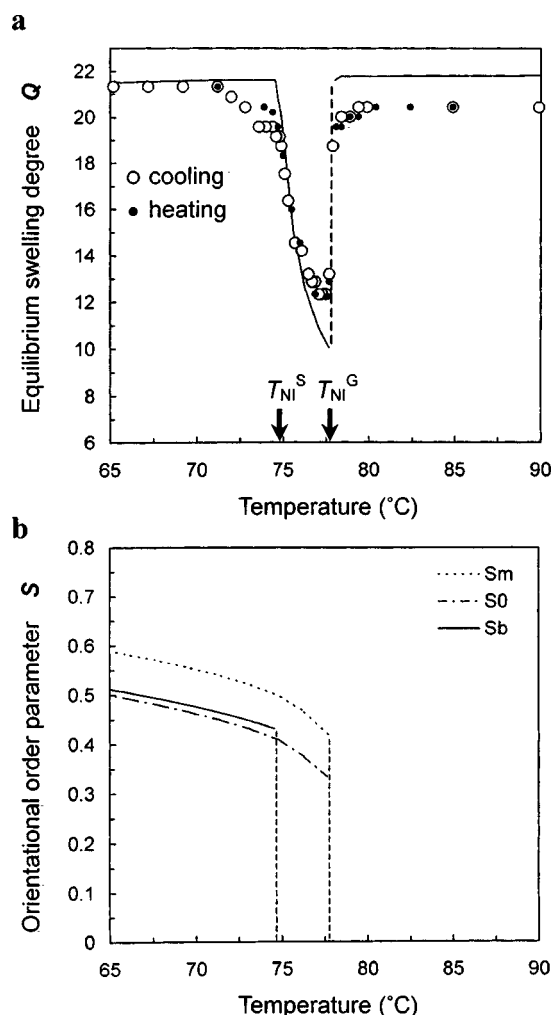 a
Equilibrium swelling degree Q
22
20
18
16
14
12
10
8
6
cooling
heating
T_NI^S
T_NI^G
65
70
75
80
85
90
Temperature (°C)
b
Orientational order parameter S
0.8
0.7
0.6
0.5
0.4
0.3
0.2
0.1
0
Sm
S0
Sb
65
70
75
80
85
90
Temperature (°C)